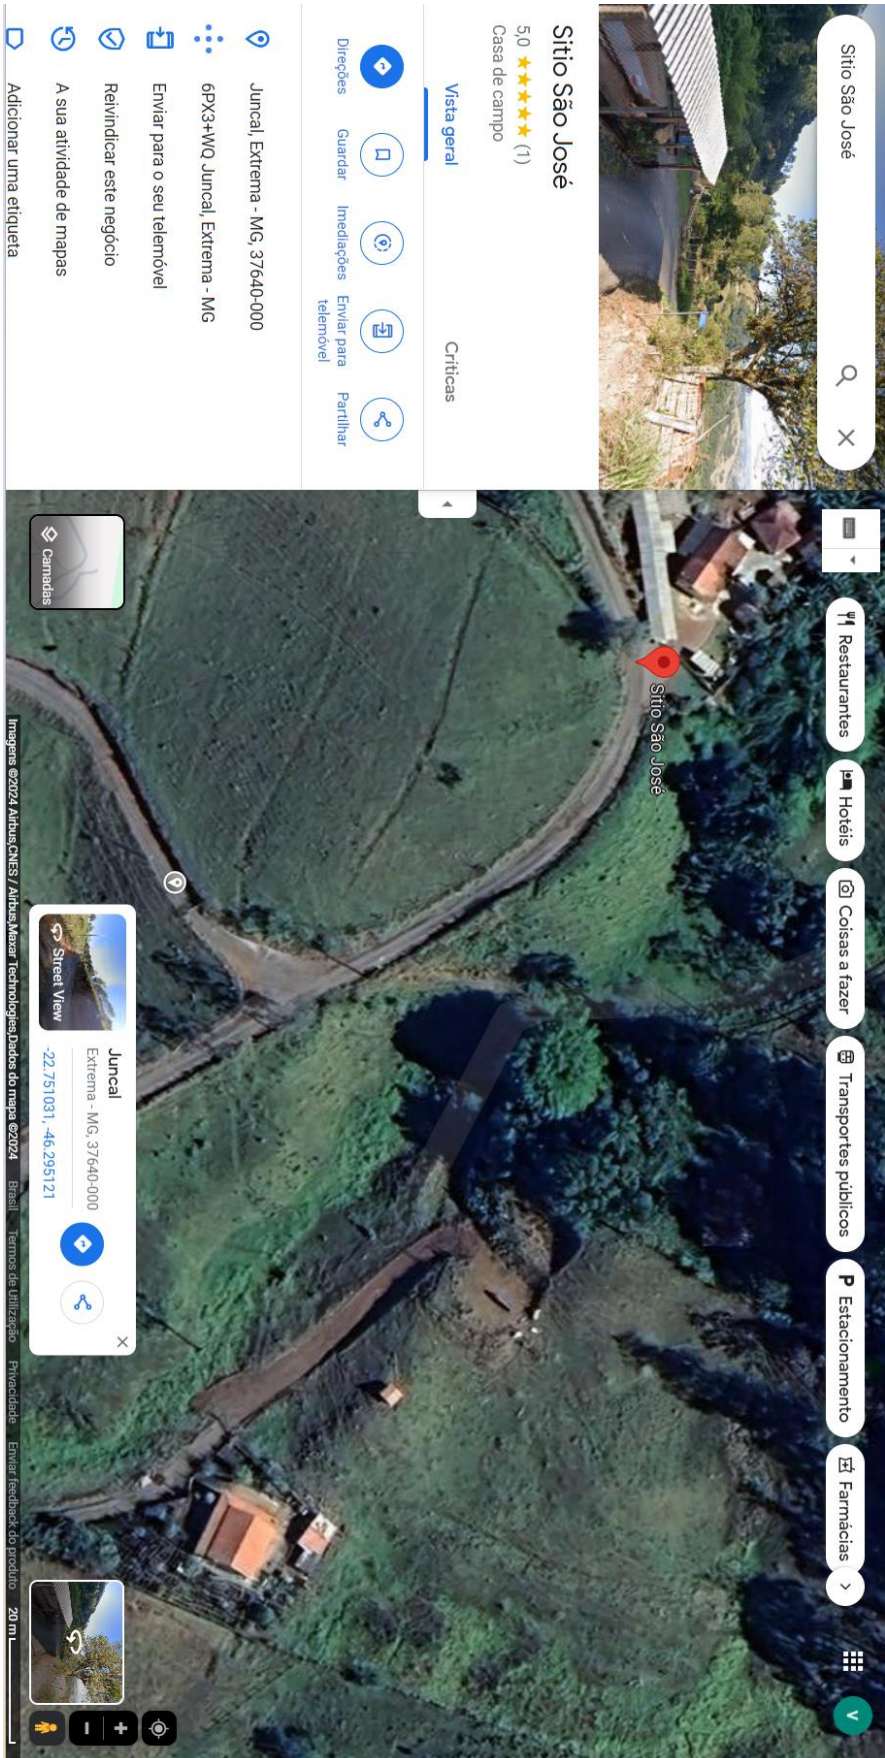 Sitio São José
Restaurantes
Hotéis
Coisas a fazer
Transportes públicos
P Estacionamento
Farmácias
V
Sitio São José
5,0 ★★★★★ (1)
Casa de campo
Vista geral
Críticas
Direções
Guardar
Imediações
Enviar para
telemóvel
Partilhar
Juncal, Extrema - MG, 37640-000
6PX3+WQ Juncal, Extrema - MG
Enviar para o seu telemóvel
Reivindicar este negócio
A sua atividade de mapas
Adicionar uma etiqueta
Sitio São José
Camadas
Street View
Juncal
Extrema - MG, 37640-000
-22.751031, -46.295121
Imagens ©2024 Airbus,CNES / Airbus,Maxar Technologies,Dados do mapa ©2024
Brasil
Termos de Utilização
Privacidade
Enviar feedback do produto
20 m